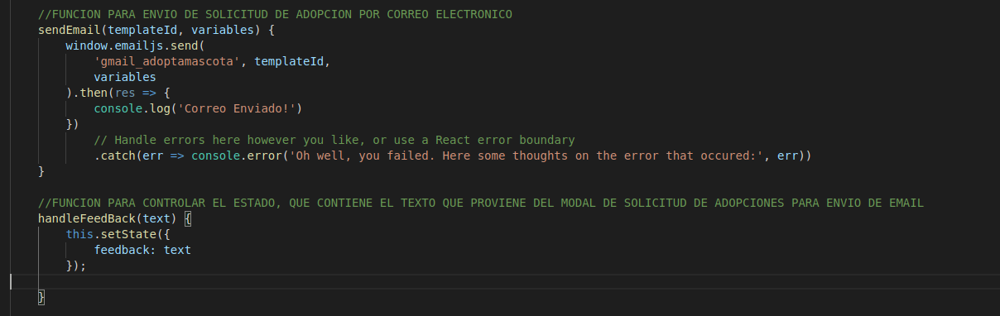 //FUNCION PARA ENVIO DE SOLICITUD DE ADOPCION POR CORREO ELECTRONICO
sendEmail(templateId, variables) {
window.emailjs.send(
'gmail_adoptamascota', templateId,
variables
).then(res => {
console.log('Correo Enviado!')
})
// Handle errors here however you like, or use a React error boundary
.catch(err => console.error('Oh well, you failed. Here some thoughts on the error that occured:', err))
}
//FUNCION PARA CONTROLAR EL ESTADO, QUE CONTIENE EL TEXTO QUE PROVIENE DEL MODAL DE SOLICITUD DE ADOPCIONES PARA ENVIO DE EMAIL
handleFeedBack(text) {
this.setState({
feedback: text
});
}